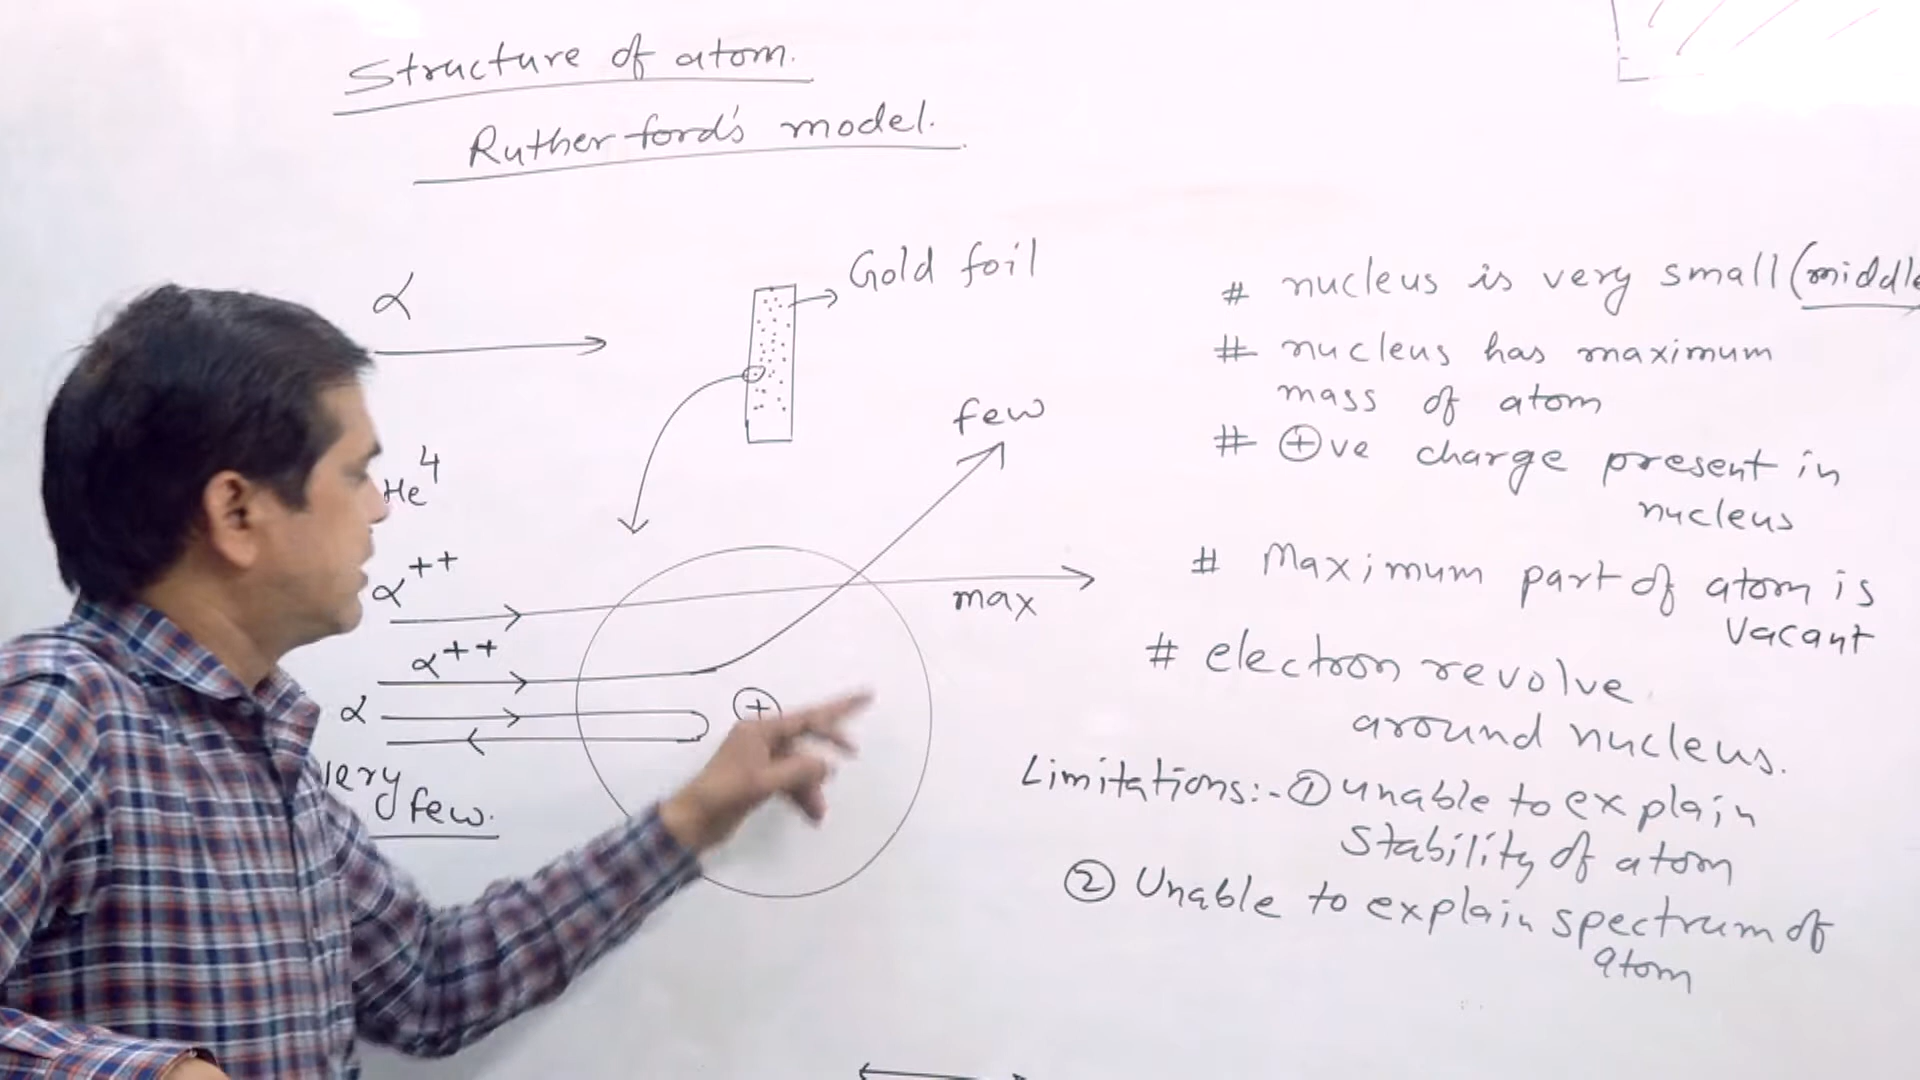 Structure of atom.
Rutherford's model.
α
Gold foil
He4
few
α++
max
α++
+
α
very
few.
# nucleus is very small (middle
# nucleus has maximum
mass of atom
# ⊕ve charge present in
nucleus
# Maximum part of atom is
Vacant
# electron revolve
around nucleus.
Limitations:- ① unable to explain
Stability of atom
② Unable to explain spectrum of
atom